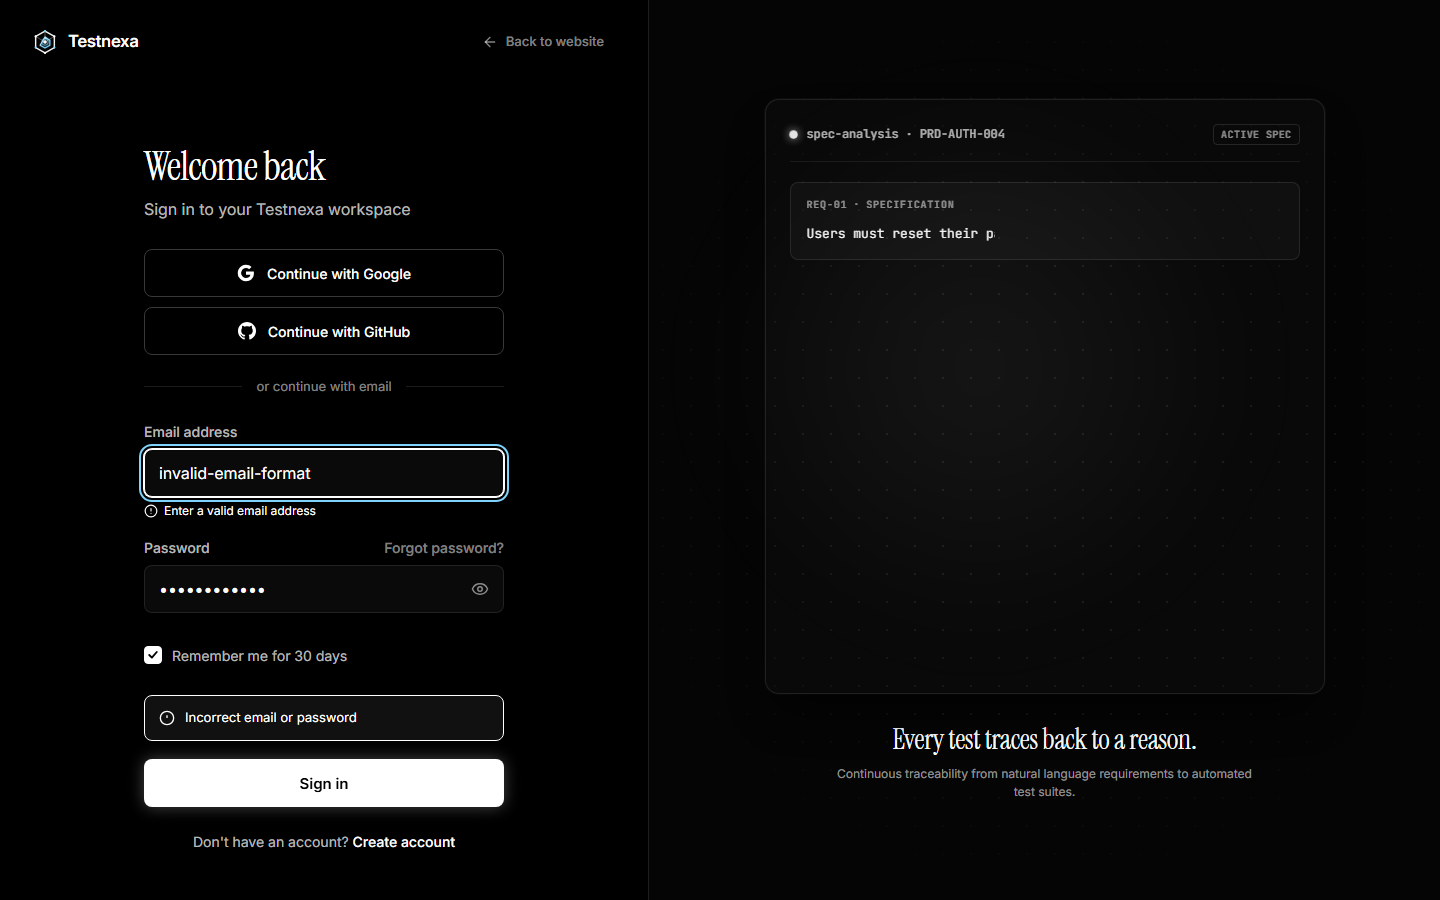 Testnexa
Back to website
Welcome back
Sign in to your Testnexa workspace
Continue with Google
Continue with GitHub
or continue with email
Email address
invalid-email-format
Enter a valid email address
Password
Forgot password?
••••••••••••
Remember me for 30 days
Incorrect email or password
Sign in
Don't have an account? Create account
spec-analysis · PRD-AUTH-004
ACTIVE SPEC
REQ-01 · SPECIFICATION
Users must reset their p
Every test traces back to a reason.
Continuous traceability from natural language requirements to automated
test suites.